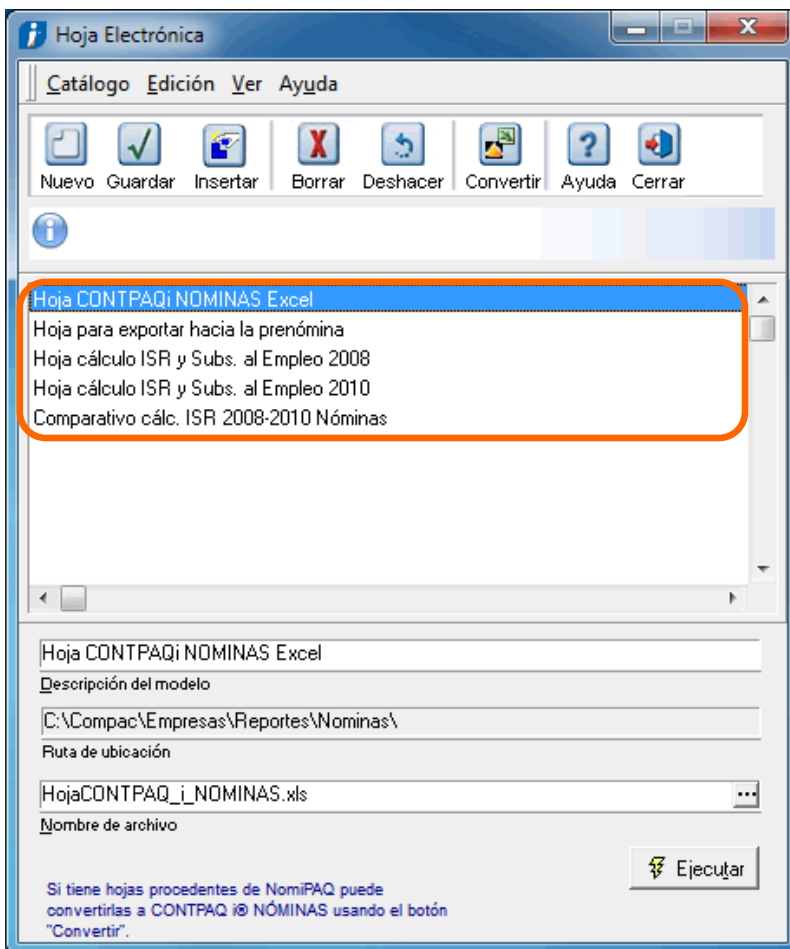 Hoja Electrónica
Catálogo Edición Ver Ayuda
Nuevo Guardar Insertar Borrar Deshacer Convertir Ayuda Cerrar
Hoja CONTPAQi NOMINAS Excel
Hoja para exportar hacia la prenómina
Hoja cálculo ISR y Subs. al Empleo 2008
Hoja cálculo ISR y Subs. al Empleo 2010
Comparativo cálc. ISR 2008-2010 Nóminas
Hoja CONTPAQi NOMINAS Excel
Descripción del modelo
C:\Compac\Empresas\Reportes\Nominas\
Ruta de ubicación
HojaCONTPAQ_i_NOMINAS.xls
Nombre de archivo
Ejecutar
Si tiene hojas procedentes de NomiPAQ puede
convertirlas a CONTPAQ i® NÓMINAS usando el botón
"Convertir".